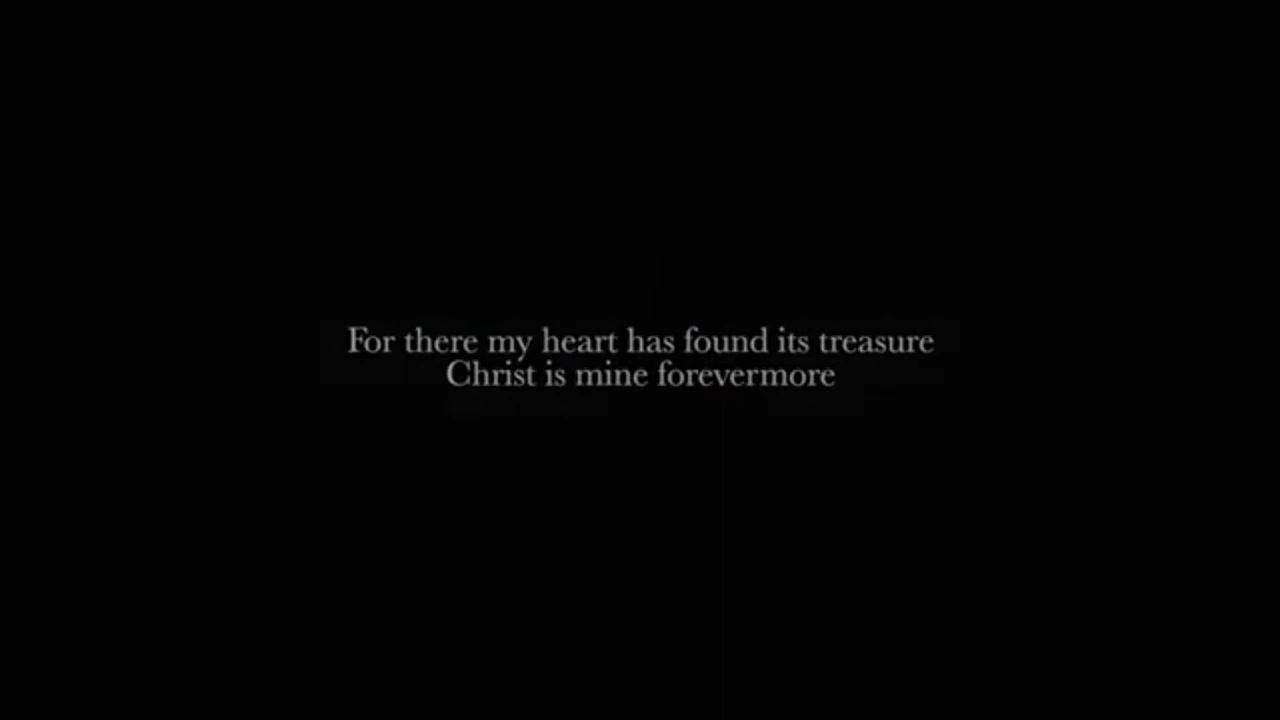 For there my heart has found its treasure
Christ is mine forevermore